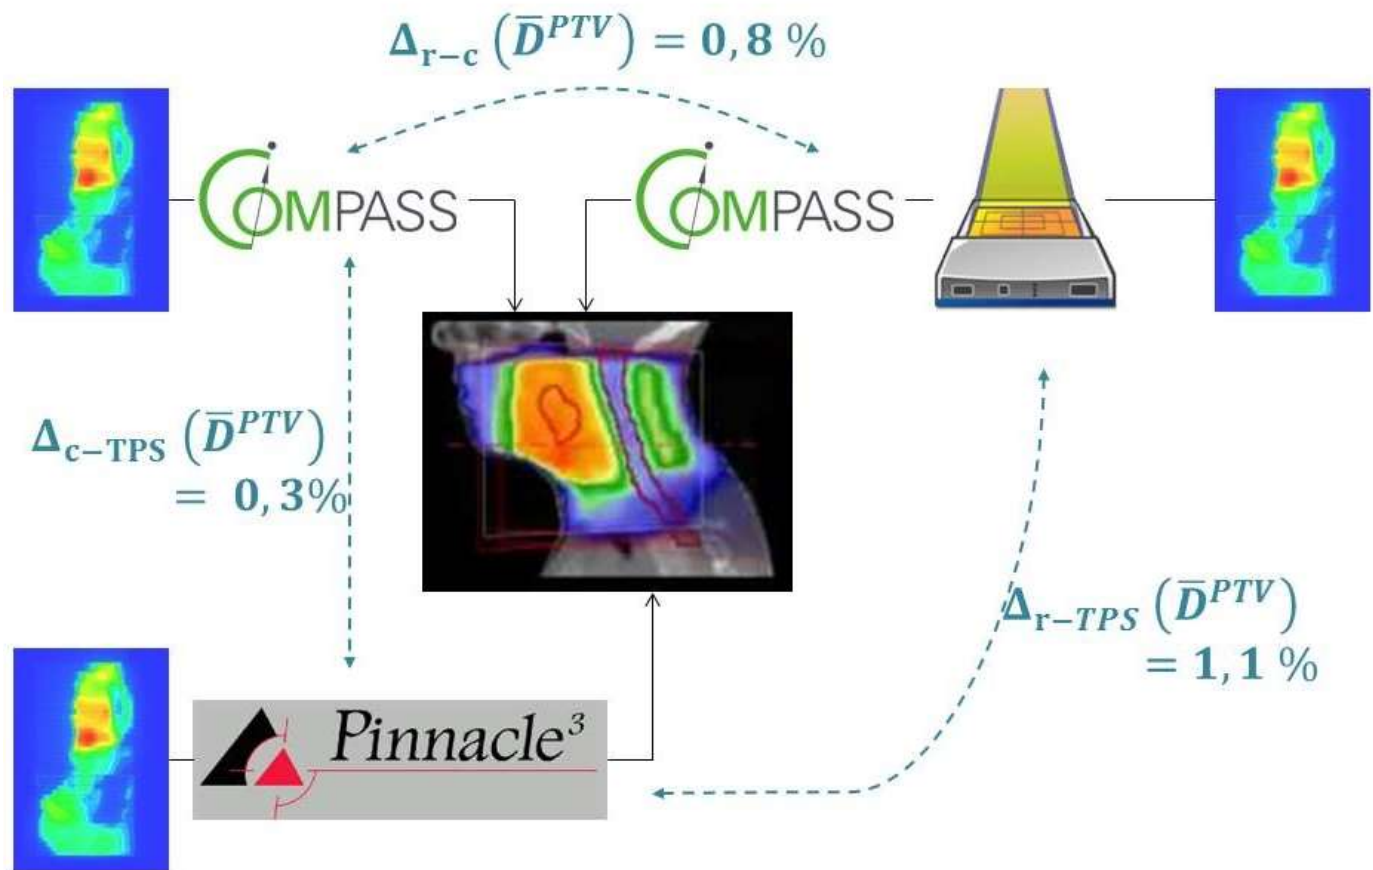 Δr−c (D̅^PTV) = 0,8 %
COMPASS
COMPASS
Δc−TPS (D̅^PTV)
= 0,3%
Δr−TPS (D̅^PTV)
= 1,1 %
Pinnacle³